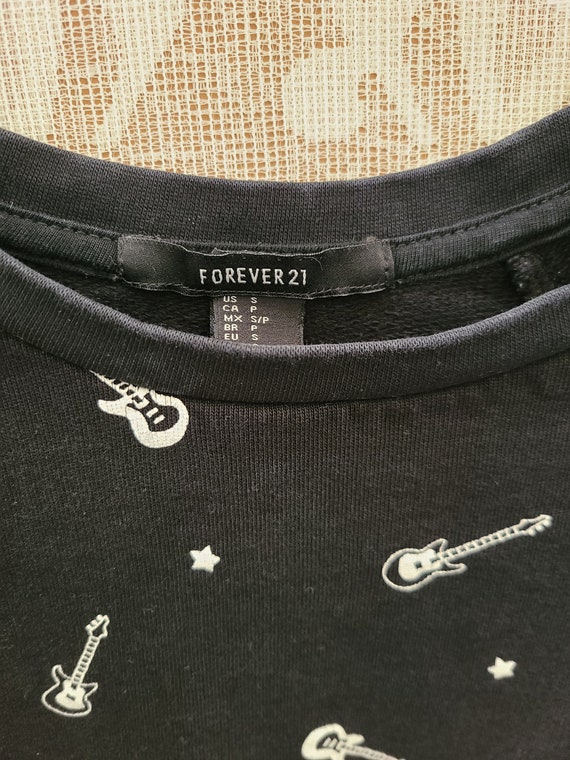 FOREVER 21
US S
CA P
MX S/P
BR P
EU S